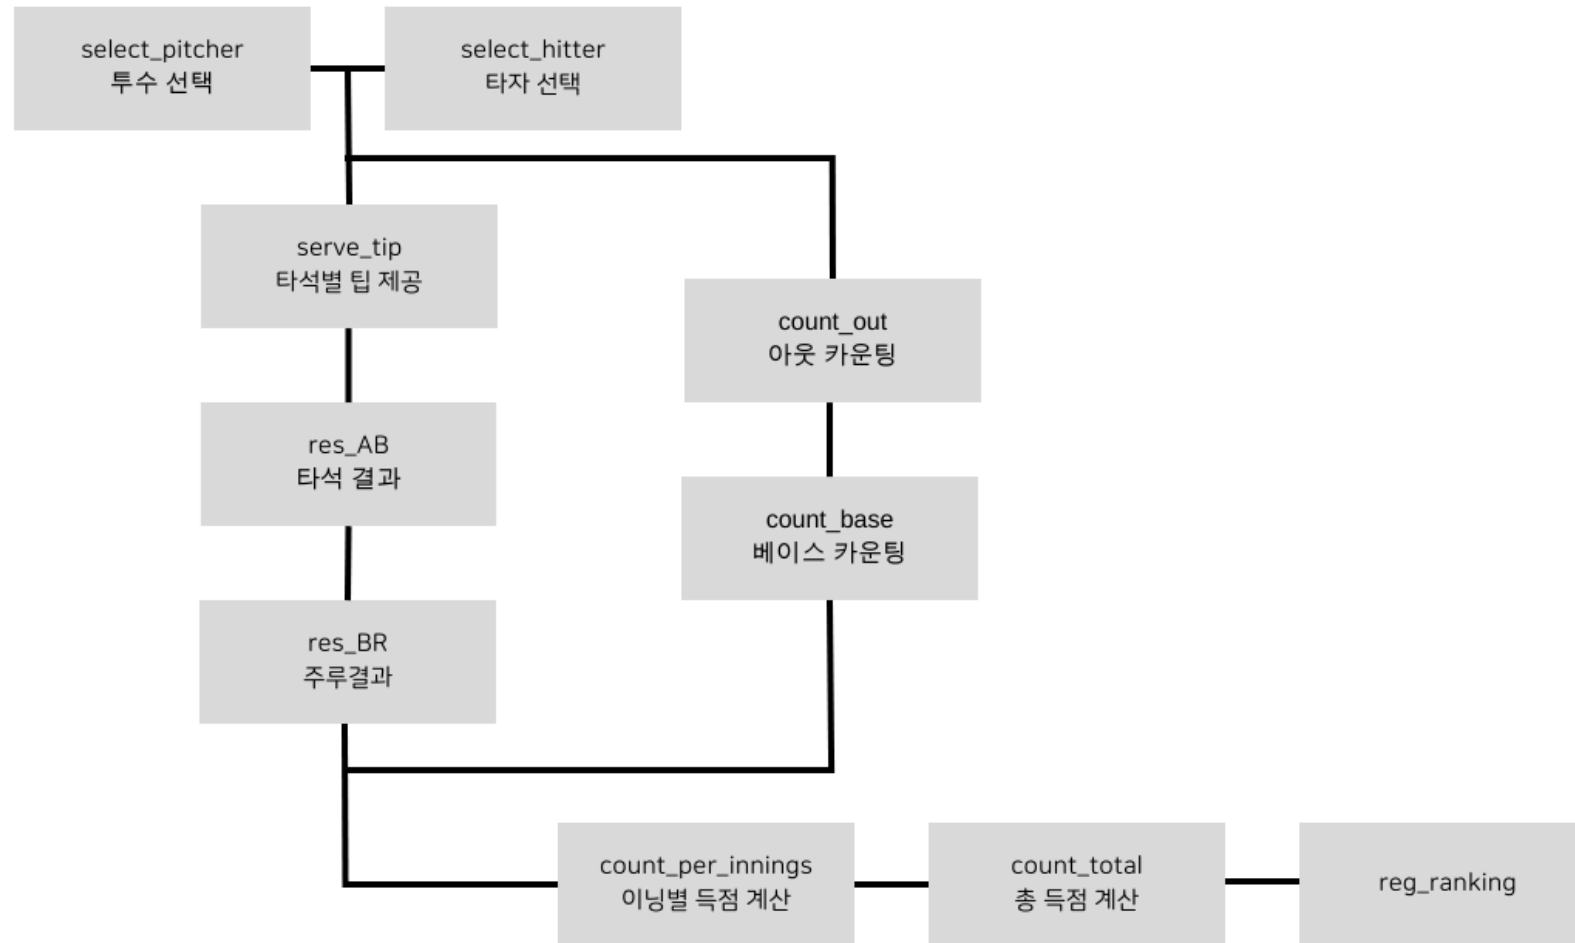 select_pitcher
투수 선택
select_hitter
타자 선택
serve_tip
타석별 팁 제공
count_out
아웃 카운팅
res_AB
타석 결과
count_base
베이스 카운팅
res_BR
주루결과
count_per_innings
이닝별 득점 계산
count_total
총 득점 계산
reg_ranking